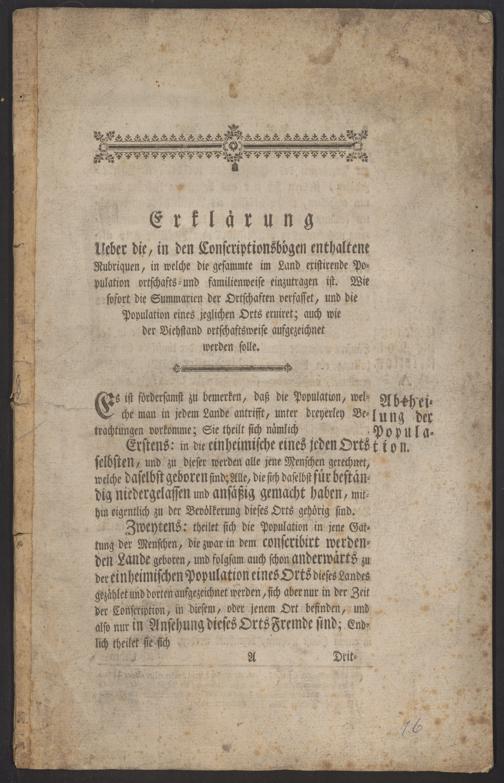 Erklärung
Ueber die, in den Conscriptionsbögen enthaltene
Rubriquen, in welche die gesammte im Land existirende Po-
pulation ortschafts- und familienweise einzutragen ist. Wie
sofort die Summarien der Ortschaften verfasset, und die
Population eines jeglichen Orts eruiret; auch wie
der Viehstand ortschaftsweise aufgezeichnet
werden solle.
Es ist fördersamst zu bemerken, daß die Population, wel-
che man in jedem Lande antrifft, unter dreyerley Be-
trachtungen vorkomme; Sie theilt sich nämlich
Abthei-
lung der
Popula-
tion.
Erstens: in die einheimische eines jeden Orts
selbsten, und zu dieser werden alle jene Menschen gerechnet,
welche daselbst geboren sind; Alle, die sich daselbst für bestän-
dig niedergelassen und ansäßig gemacht haben, mit-
hin eigentlich zu der Bevölkerung dieses Orts gehörig sind.
Zweytens: theilet sich die Population in jene Gat-
tung der Menschen, die zwar in dem conscribirt werden-
den Lande geboren, und folgsam auch schon anderwärts zu
der einheimischen Population eines Orts dieses Landes
gezählet und dorten aufgezeichnet werden, sich aber nur in der Zeit
der Conscription, in diesem, oder jenem Ort befinden, und
also nur in Ansehung dieses Orts Fremde sind; End-
lich theilet sie sich
A Drit-
16